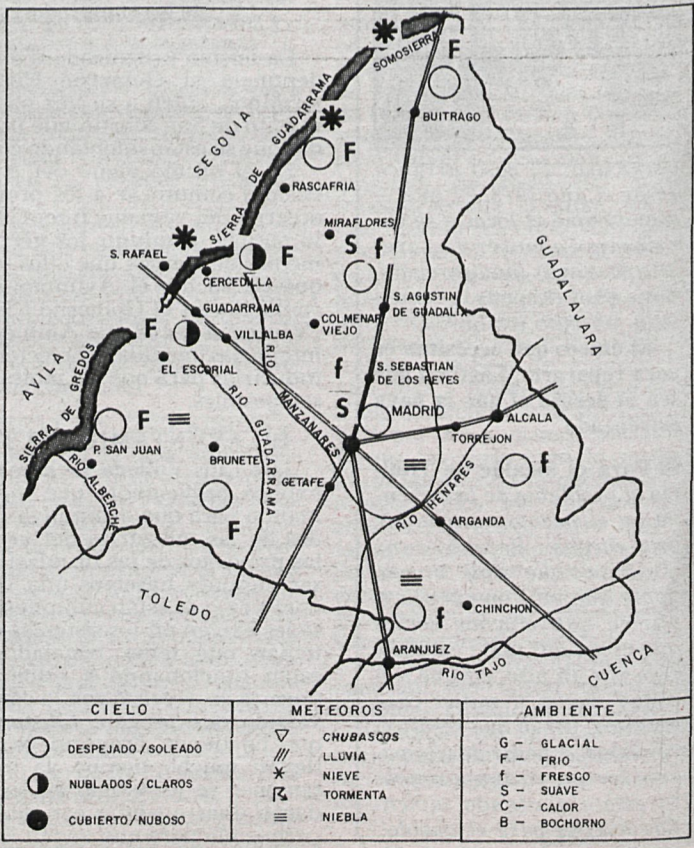 SOMOSIERRA
F
BUITRAGO
SEGOVIA
SIERRA DE GUADARRAMA
F
RASCAFRIA
MIRAFLORES
S f
GUADALAJARA
S. RAFAEL
F
CERCEDILLA
GUADARRAMA
S. AGUSTIN
DE GUADALIX
COLMENAR
VIEJO
F
VILLALBA
EL ESCORIAL
AVILA
SIERRA DE GREDOS
f
S
S. SEBASTIAN
DE LOS REYES
RIO MANZANARES
RIO GUADARRAMA
MADRID
ALCALA
TORREJON
F
P. SAN JUAN
RIO ALBERCHE
BRUNETE
F
GETAFE
f
RIO HENARES
ARGANDA
TOLEDO
f
CHINCHON
ARANJUEZ
RIO TAJO
CUENCA
CIELO
DESPEJADO/SOLEADO
NUBLADOS / CLAROS
CUBIERTO/NUBOSO
METEOROS
CHUBASCOS
LLUVIA
NIEVE
TORMENTA
NIEBLA
AMBIENTE
G - GLACIAL
F - FRIO
f - FRESCO
S - SUAVE
C - CALOR
B - BOCHORNO